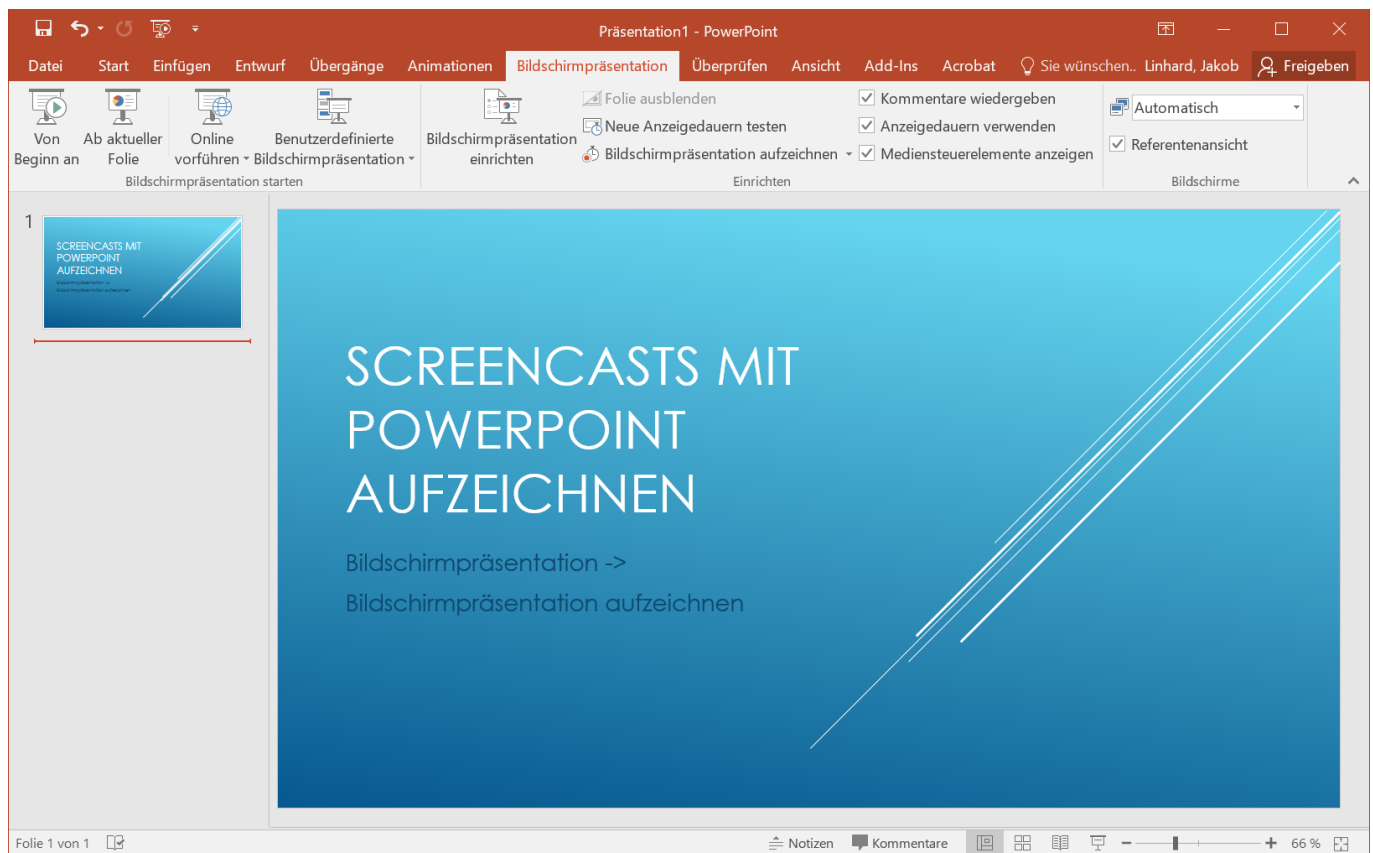 Präsentation1 - PowerPoint
Datei Start Einfügen Entwurf Übergänge Animationen Bildschirmpräsentation Überprüfen Ansicht Add-Ins Acrobat Sie wünschen.. Linhard, Jakob Freigeben
Von Beginn an
Ab aktueller Folie
Online vorführen
Benutzerdefinierte Bildschirmpräsentation
Bildschirmpräsentation starten
Bildschirmpräsentation einrichten
Folie ausblenden
Neue Anzeigedauern testen
Bildschirmpräsentation aufzeichnen
Kommentare wiedergeben
Anzeigedauern verwenden
Mediensteuerelemente anzeigen
Einrichten
Automatisch
Referentenansicht
Bildschirme
1
SCREENCASTS MIT
POWERPOINT
AUFZEICHNEN
Bildschirmpräsentation ->
Bildschirmpräsentation aufzeichnen
SCREENCASTS MIT
POWERPOINT
AUFZEICHNEN
Bildschirmpräsentation ->
Bildschirmpräsentation aufzeichnen
Folie 1 von 1 Notizen Kommentare 66 %